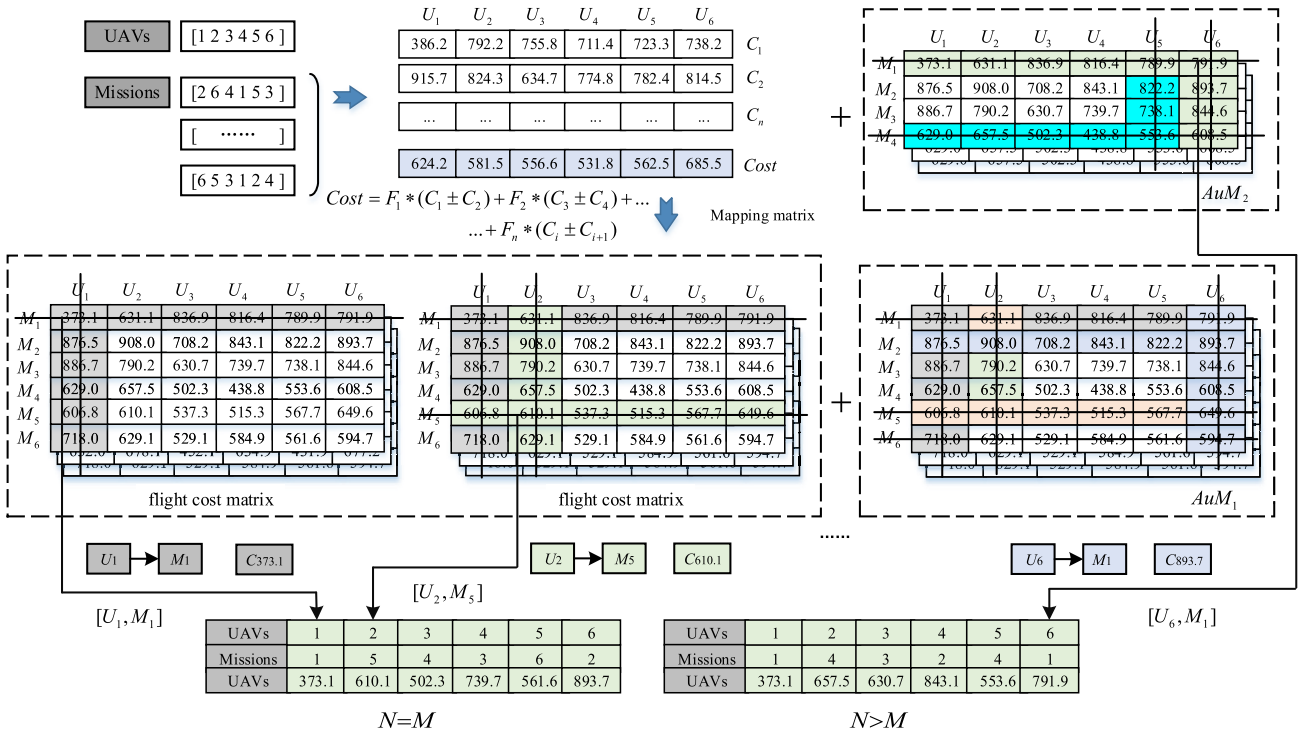 UAVs [1 2 3 4 5 6]
Missions [2 6 4 1 5 3]
[ ...... ]
[6 5 3 1 2 4]
U1 U2 U3 U4 U5 U6
386.2 792.2 755.8 711.4 723.3 738.2 C1
915.7 824.3 634.7 774.8 782.4 814.5 C2
... ... ... ... ... ... Cn
624.2 581.5 556.6 531.8 562.5 685.5 Cost
Cost = F1 * (C1 ± C2) + F2 * (C3 ± C4) + ...
... + Fn * (Ci ± Ci+1)
Mapping matrix
+
U1 U2 U3 U4 U5 U6
M1 373.1 631.1 836.9 816.4 789.9 791.9
M2 876.5 908.0 708.2 843.1 822.2 893.7
M3 886.7 790.2 630.7 739.7 738.1 844.6
M4 629.0 657.5 502.3 438.8 553.6 608.5
AuM2
U1 U2 U3 U4 U5 U6
M1 373.1 631.1 836.9 816.4 789.9 791.9
M2 876.5 908.0 708.2 843.1 822.2 893.7
M3 886.7 790.2 630.7 739.7 738.1 844.6
M4 629.0 657.5 502.3 438.8 553.6 608.5
M5 606.8 610.1 537.3 515.3 567.7 649.6
M6 718.0 629.1 529.1 584.9 561.6 594.7
flight cost matrix
U1 U2 U3 U4 U5 U6
373.1 631.1 836.9 816.4 789.9 791.9
M1
M2 876.5 908.0 708.2 843.1 822.2 893.7
M3 886.7 790.2 630.7 739.7 738.1 844.6
M4 629.0 657.5 502.3 438.8 553.6 608.5
M5 606.8 610.1 537.3 515.3 567.7 649.6
M6 718.0 629.1 529.1 584.9 561.6 594.7
flight cost matrix
+
U1 U2 U3 U4 U5 U6
M1 373.1 631.1 836.9 816.4 789.9 791.9
M2 876.5 908.0 708.2 843.1 822.2 893.7
M3 886.7 790.2 630.7 739.7 738.1 844.6
M4 629.0 657.5 502.3 438.8 553.6 608.5
M5 606.8 610.1 537.3 515.3 567.7 649.6
M6 718.0 629.1 529.1 584.9 561.6 594.7
AuM1
......
U1 M1 C373.1
U2 M5 C610.1
U6 M1 C893.7
[U1, M1]
[U2, M5]
[U6, M1]
UAVs 1 2 3 4 5 6
Missions 1 5 4 3 6 2
UAVs 373.1 610.1 502.3 739.7 561.6 893.7
N=M
UAVs 1 2 3 4 5 6
Missions 1 4 3 2 4 1
UAVs 373.1 657.5 630.7 843.1 553.6 791.9
N>M